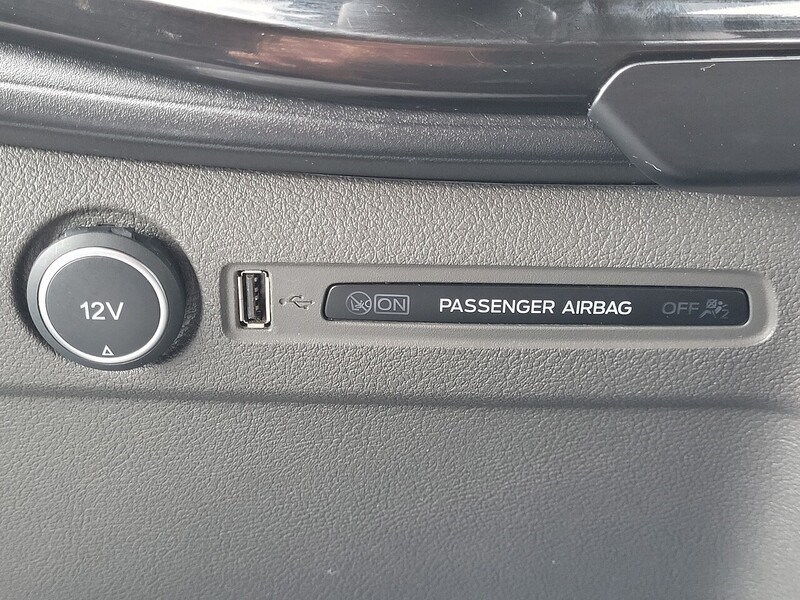 12V
ON PASSENGER AIRBAG OFF